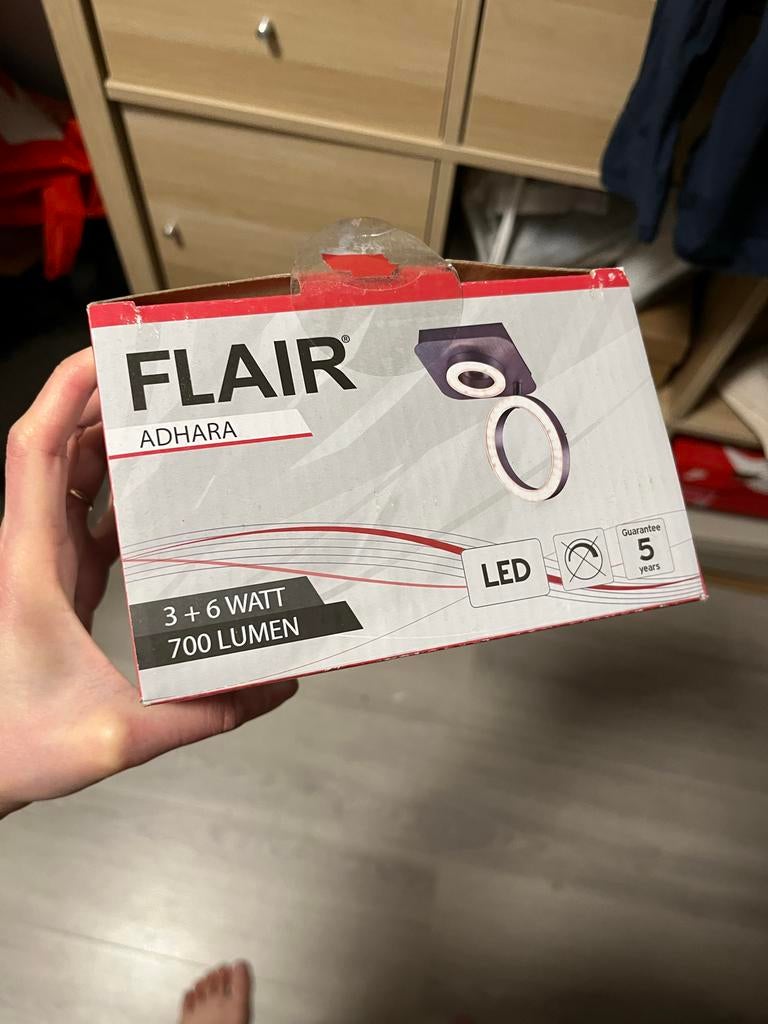 FLAIR®
ADHARA
LED
Guarantee
5
years
3 + 6 WATT
700 LUMEN